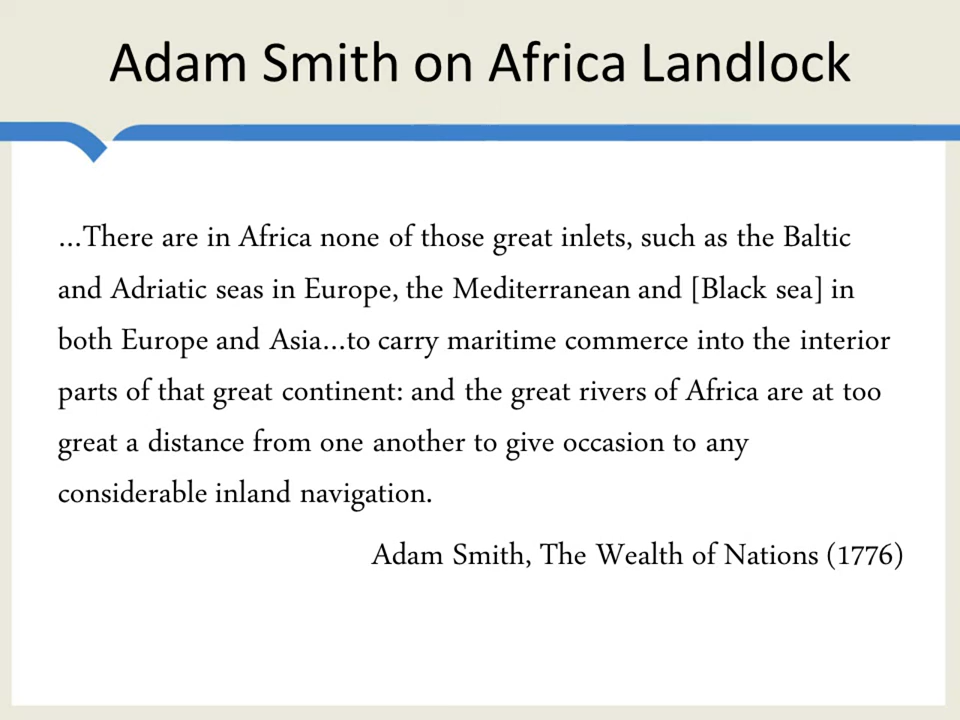 Adam Smith on Africa Landlock
...There are in Africa none of those great inlets, such as the Baltic
and Adriatic seas in Europe, the Mediterranean and [Black sea] in
both Europe and Asia...to carry maritime commerce into the interior
parts of that great continent: and the great rivers of Africa are at too
great a distance from one another to give occasion to any
considerable inland navigation.
Adam Smith, The Wealth of Nations (1776)